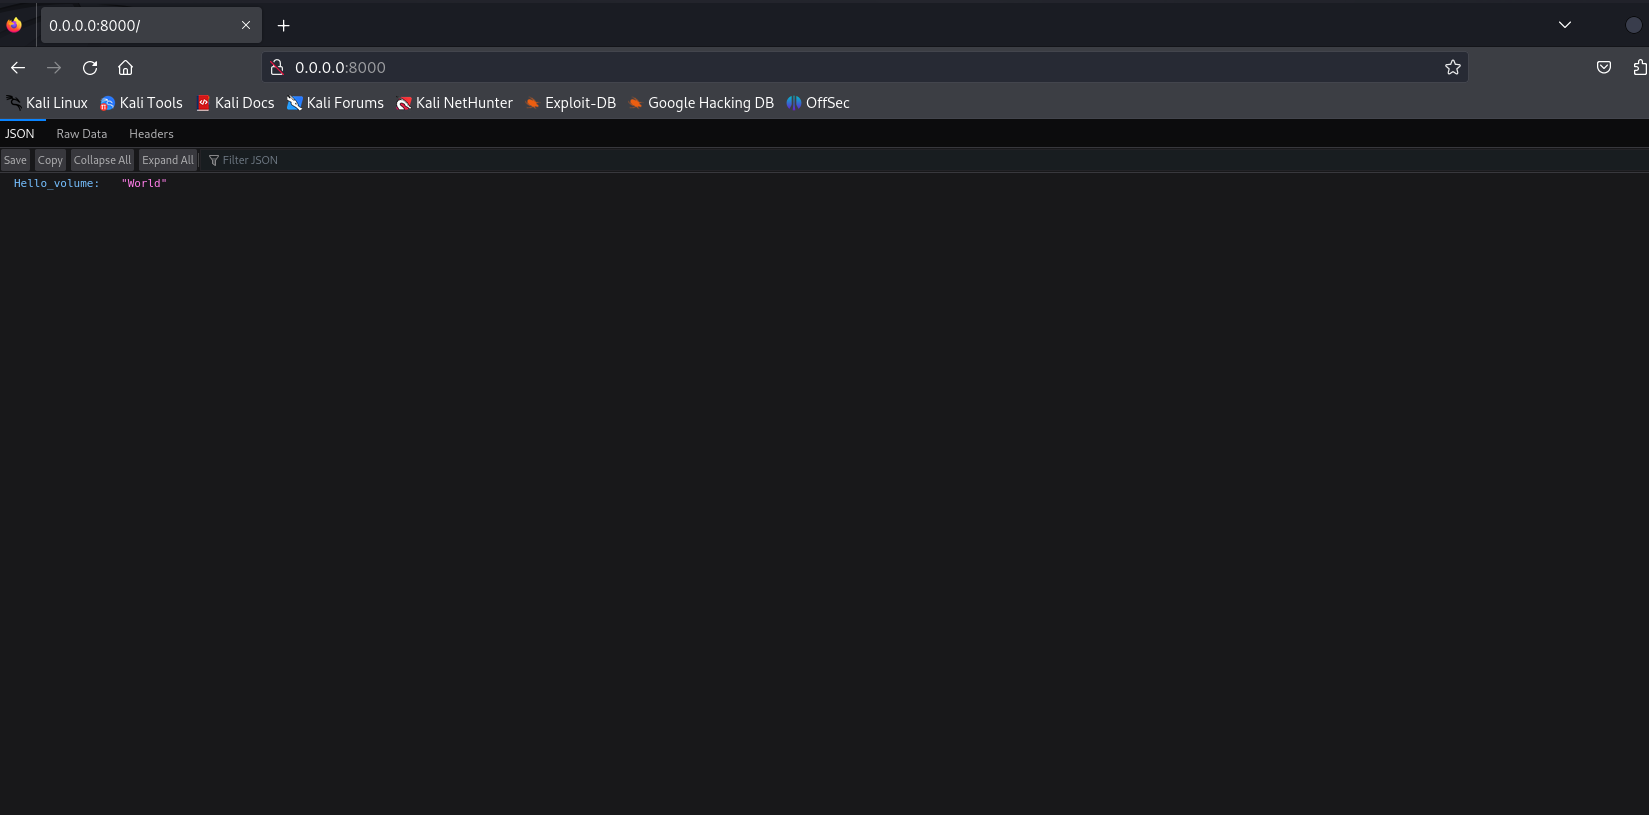 0.0.0.0:8000/
0.0.0.0:8000
Kali Linux Kali Tools Kali Docs Kali Forums Kali NetHunter Exploit-DB Google Hacking DB OffSec
JSON Raw Data Headers
Save Copy Collapse All Expand All Filter JSON
Hello_volume: "World"